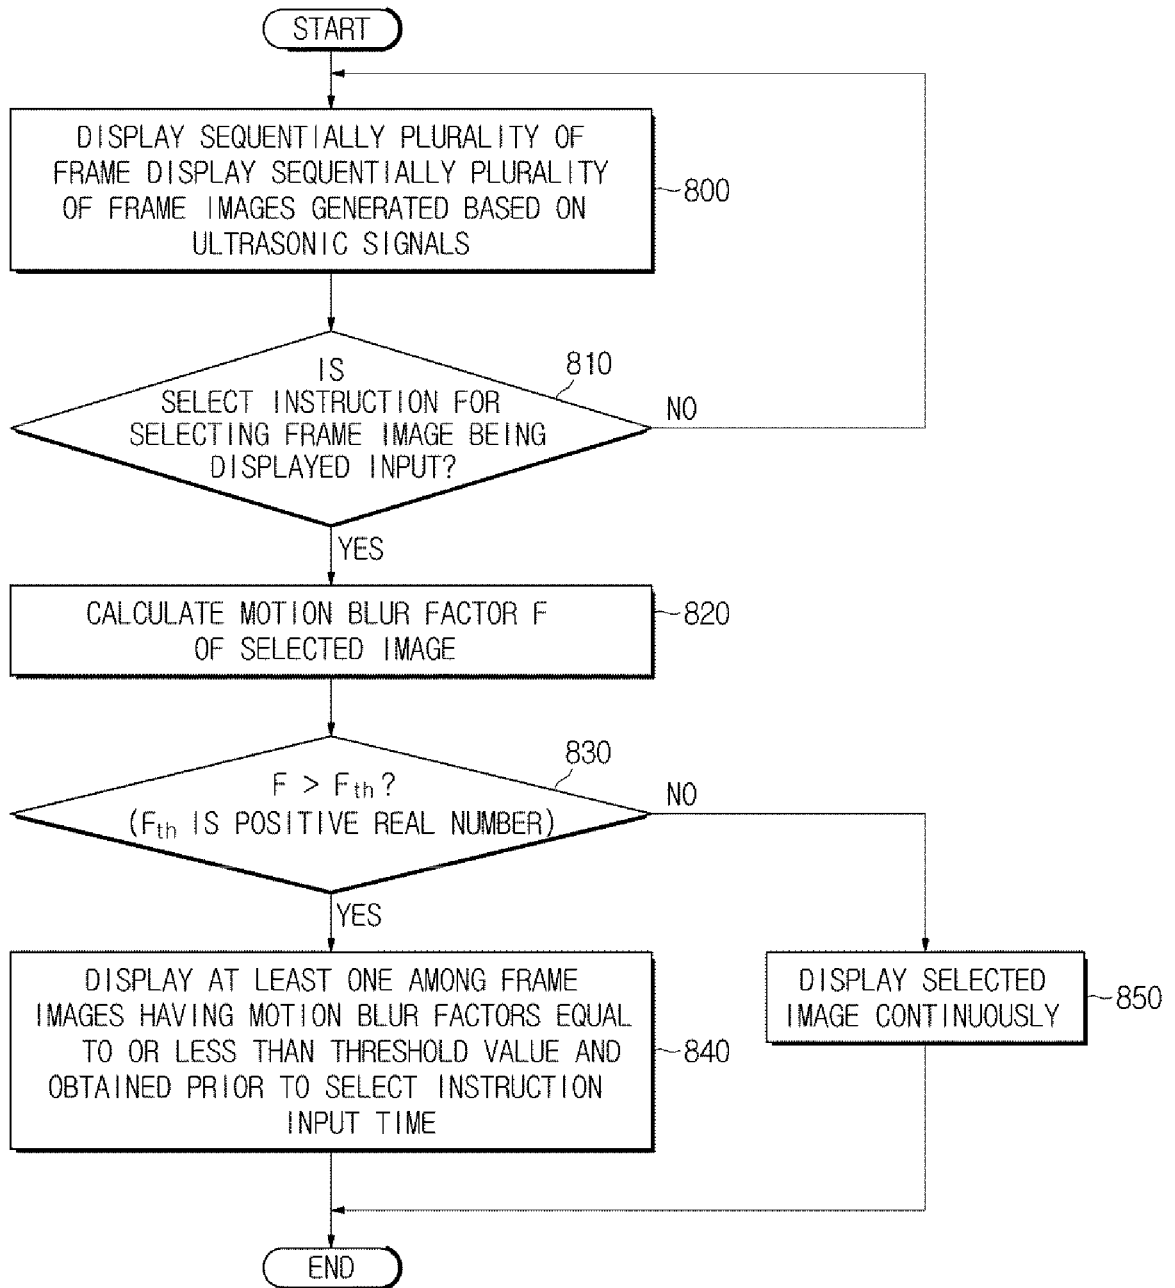 START
DISPLAY SEQUENTIALLY PLURALITY OF
FRAME DISPLAY SEQUENTIALLY PLURALITY
OF FRAME IMAGES GENERATED BASED ON
ULTRASONIC SIGNALS
800
IS
SELECT INSTRUCTION FOR
SELECTING FRAME IMAGE BEING
DISPLAYED INPUT?
810
NO
YES
CALCULATE MOTION BLUR FACTOR F
OF SELECTED IMAGE
820
F > Fth?
(Fth IS POSITIVE REAL NUMBER)
830
NO
YES
DISPLAY AT LEAST ONE AMONG FRAME
IMAGES HAVING MOTION BLUR FACTORS EQUAL
TO OR LESS THAN THRESHOLD VALUE AND
OBTAINED PRIOR TO SELECT INSTRUCTION
INPUT TIME
840
DISPLAY SELECTED
IMAGE CONTINUOUSLY
850
END